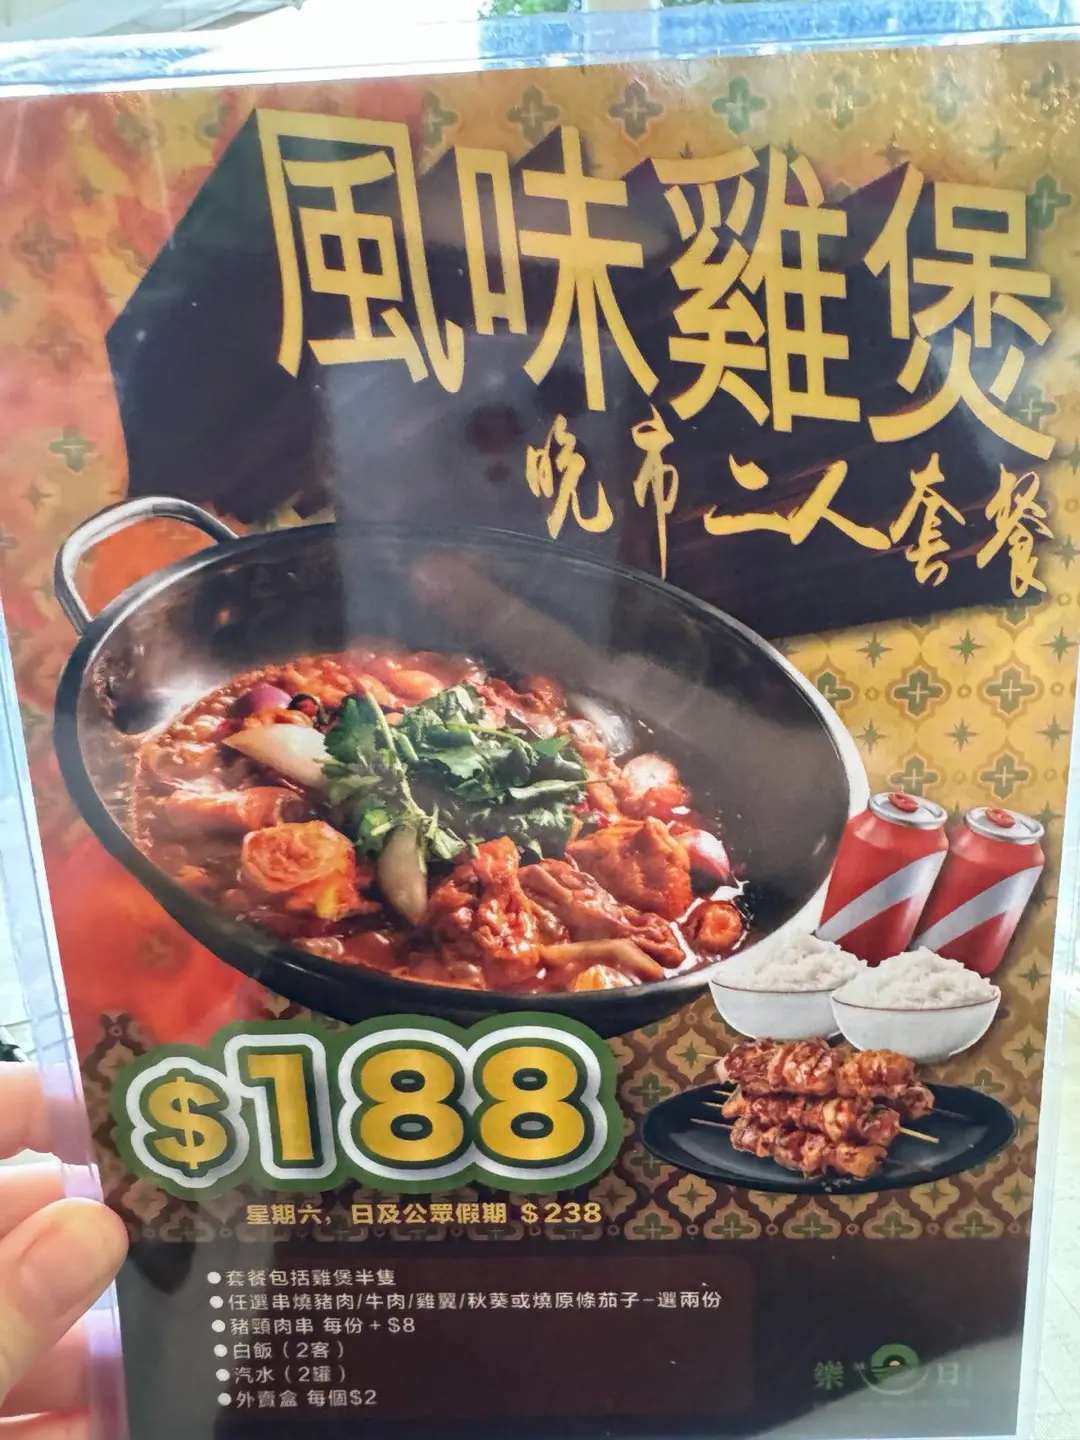 風味雞煲
晚市二人套餐
$188
星期六，日及公眾假期 $238
●套餐包括雞煲半隻
●任選串燒豬肉/牛肉/雞翼/秋葵或燒原條茄子-選兩份
●豬頸肉串 每份+$8
●白飯（2客）
●汽水（2罐）
●外賣盒 每個$2
樂 日